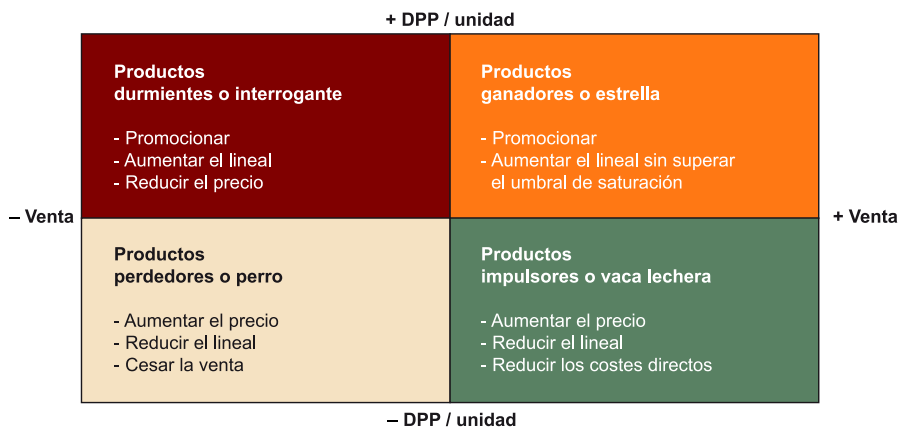 + DPP / unidad
Productos
durmientes o interrogante
- Promocionar
- Aumentar el lineal
- Reducir el precio
Productos
ganadores o estrella
- Promocionar
- Aumentar el lineal sin superar
el umbral de saturación
– Venta
+ Venta
Productos
perdedores o perro
- Aumentar el precio
- Reducir el lineal
- Cesar la venta
Productos
impulsores o vaca lechera
- Aumentar el precio
- Reducir el lineal
- Reducir los costes directos
– DPP / unidad